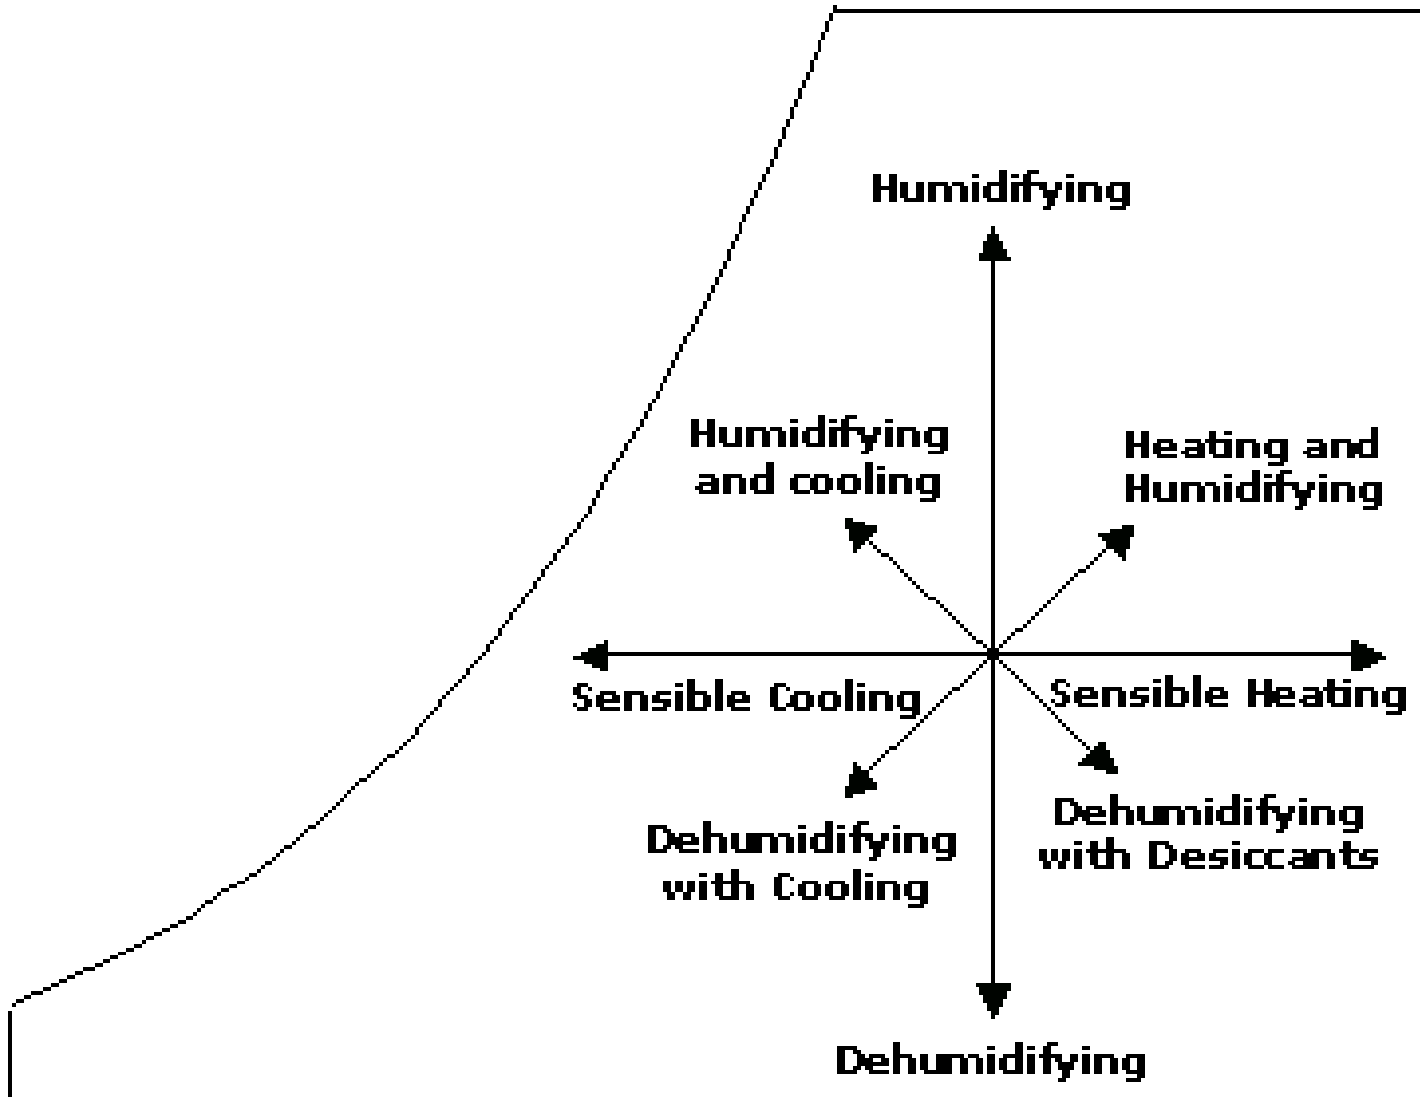 Humidifying
Humidifying
and cooling
Heating and
Humidifying
Sensible Cooling
Sensible Heating
Dehumidifying
with Cooling
Dehumidifying
with Desiccants
Dehumidifying